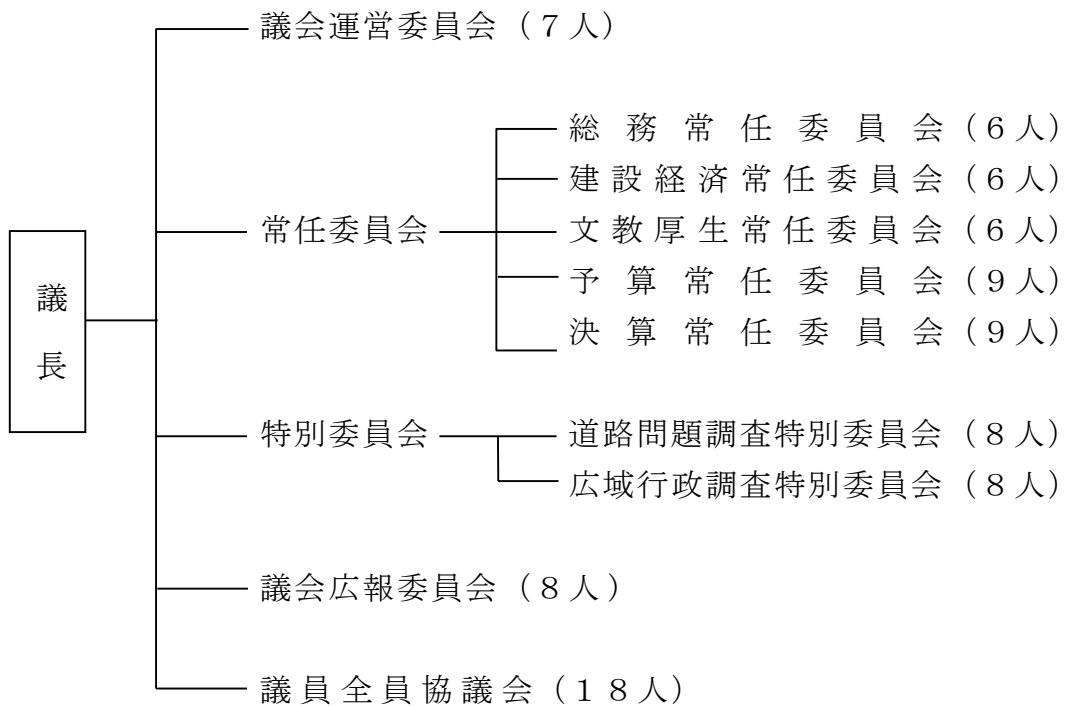 議会運営委員会（７人）
総務常任委員会（６人）
建設経済常任委員会（６人）
常任委員会
文教厚生常任委員会（６人）
予算常任委員会（９人）
決算常任委員会（９人）
議長
特別委員会
道路問題調査特別委員会（８人）
広域行政調査特別委員会（８人）
議会広報委員会（８人）
議員全員協議会（１８人）